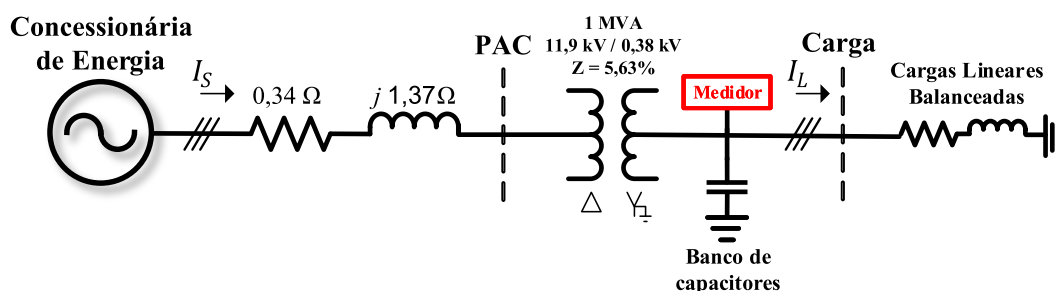 Concessionária
de Energia
I_S
0,34 Ω
j 1,37Ω
PAC
1 MVA
11,9 kV / 0,38 kV
Z = 5,63%
Δ
Y
Medidor
Banco de
capacitores
I_L
Carga
Cargas Lineares
Balanceadas